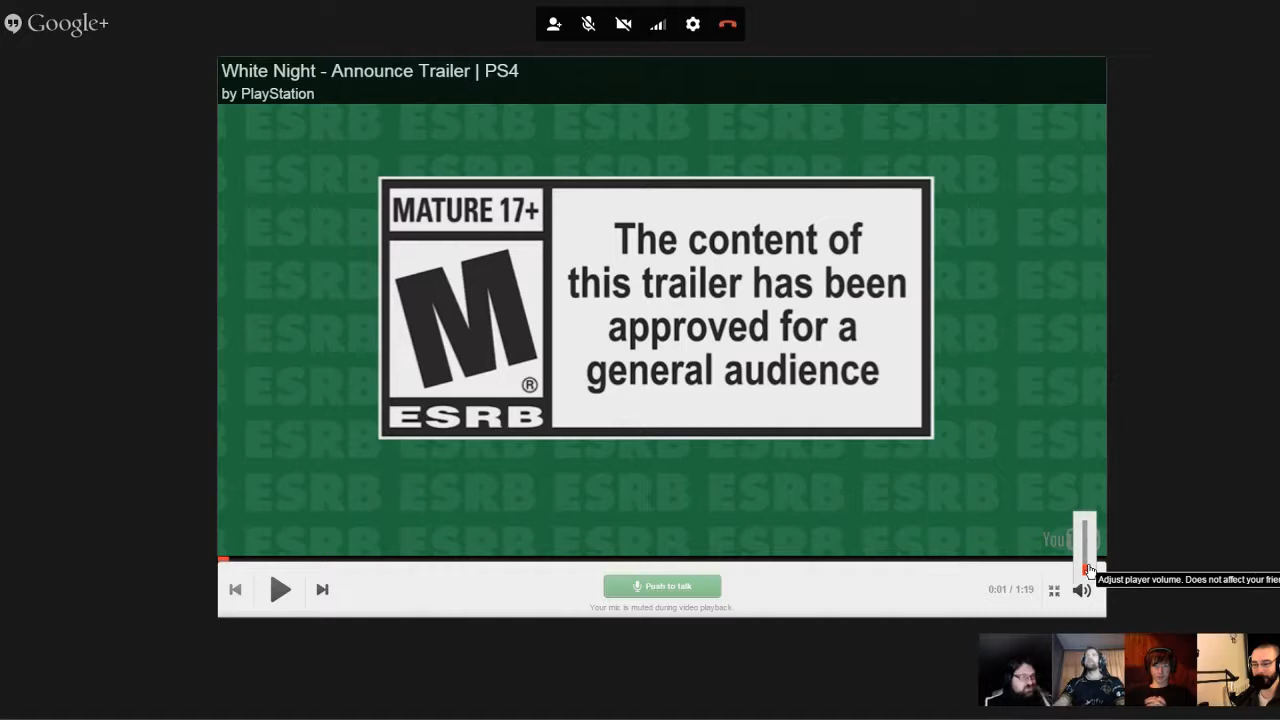 Google+
White Night - Announce Trailer | PS4
by PlayStation
MATURE 17+
M
®
ESRB
The content of
this trailer has been
approved for a
general audience
You
Push to talk
Your mic is muted during video playback.
0:01 / 1:19
Adjust player volume. Does not affect your frie